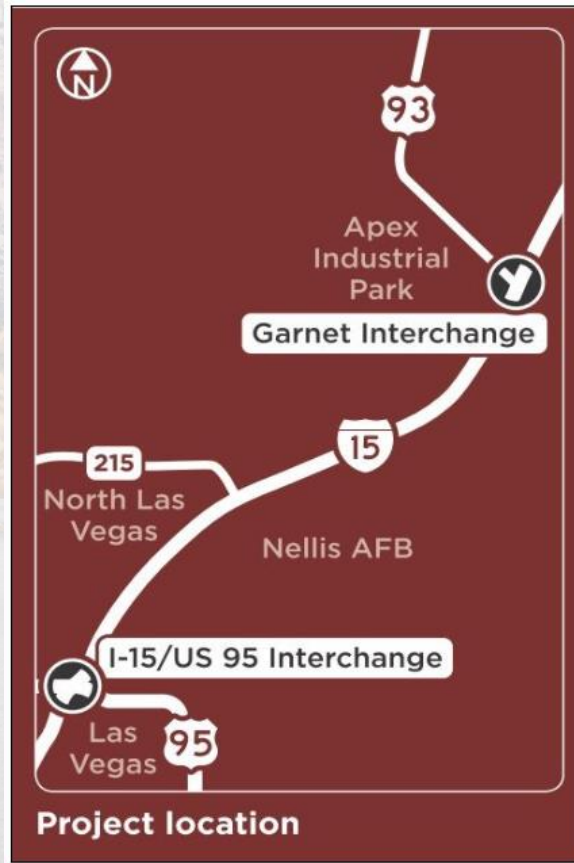 N
93
Apex
Industrial
Park
Garnet Interchange
15
215
North Las
Vegas
Nellis AFB
I-15/US 95 Interchange
Las
Vegas
95
Project location